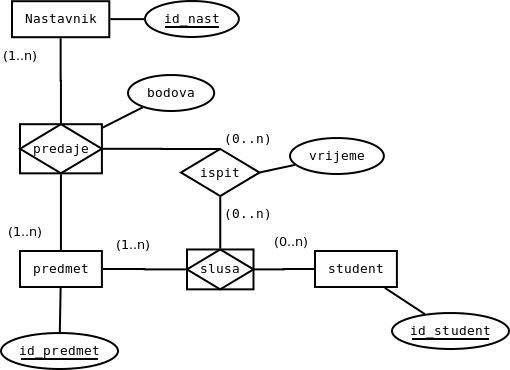 Nastavnik
id_nast
(1..n)
bodova
predaje
(0..n)
vrijeme
ispit
(0..n)
(1..n)
(1..n)
(0..n)
predmet
slusa
student
id_student
id_predmet